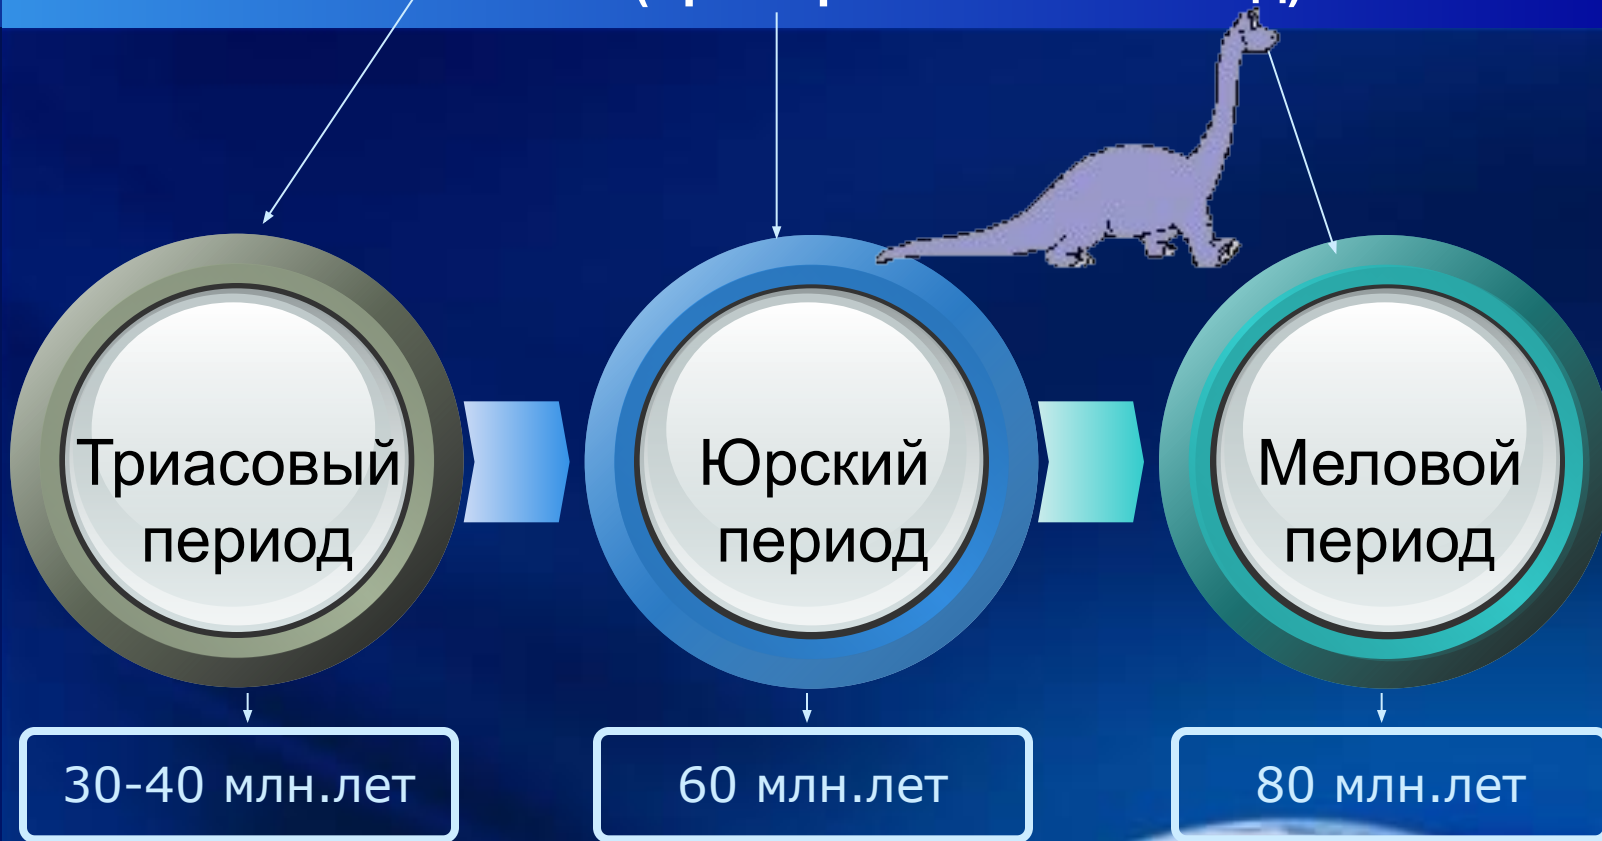 Триасовый
период
Юрский
период
Меловой
период
30-40 млн.лет
60 млн.лет
80 млн.лет